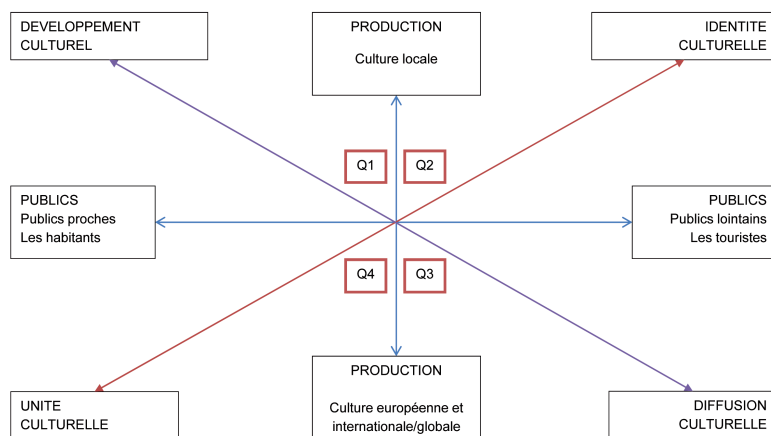 DEVELOPPEMENT
CULTUREL
PRODUCTION
Culture locale
IDENTITE
CULTURELLE
Q1
Q2
PUBLICS
Publics proches
Les habitants
PUBLICS
Publics lointains
Les touristes
Q4
Q3
UNITE
CULTURELLE
PRODUCTION
Culture européenne et
internationale/globale
DIFFUSION
CULTURELLE